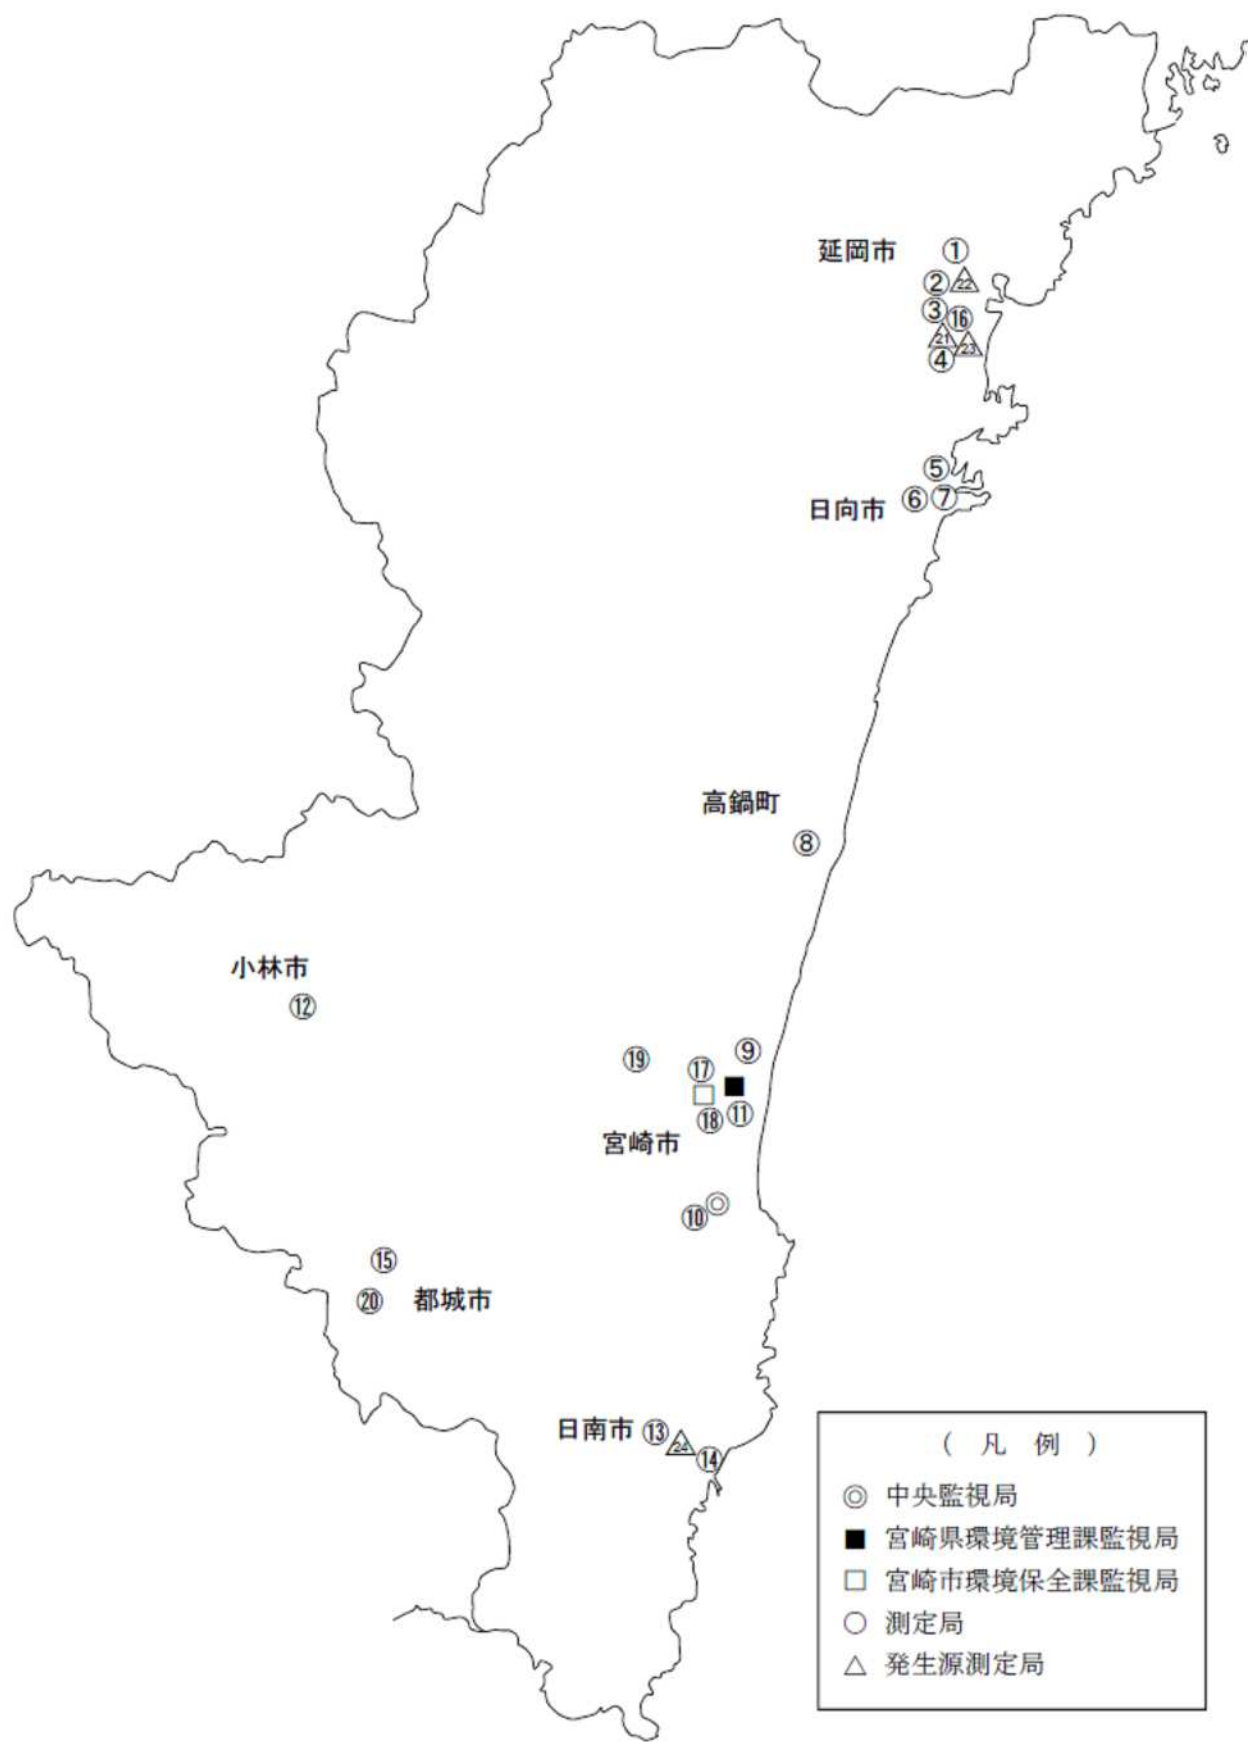 延岡市 ①
② 22
③ ⑯
21 23
④
⑤
⑥ ⑦
日向市
高鍋町
⑧
小林市
⑫
⑲ ⑰ ⑨
⑱ ⑪
宮崎市
⑩
⑮
⑳ 都城市
日南市 ⑬ 24 ⑭
( 凡 例 )
◎ 中央監視局
■ 宮崎県環境管理課監視局
□ 宮崎市環境保全課監視局
○ 測定局
△ 発生源測定局